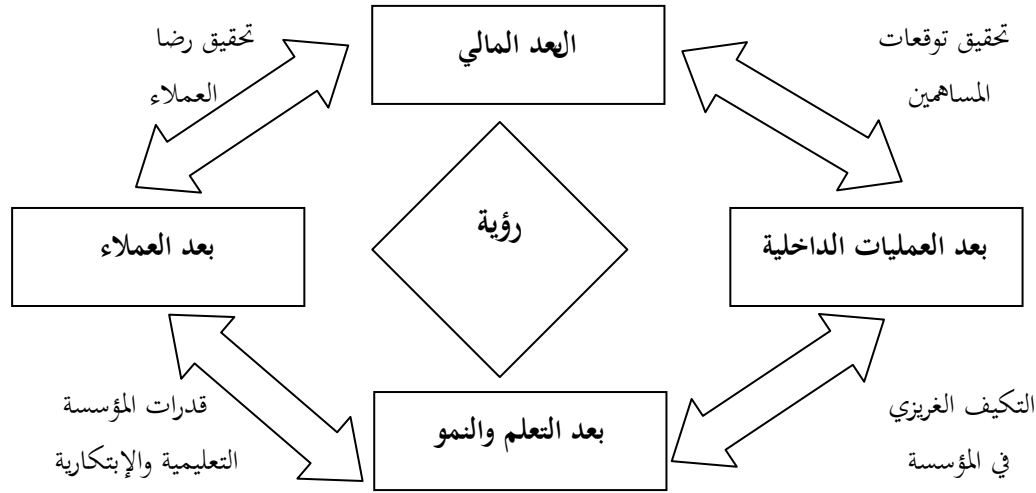 تحقيق توقعات
المساهمين
البعد المالي
تحقيق رضا
العملاء
بعد العمليات الداخلية
رؤية
بعد العملاء
التكيف الغريزي
في المؤسسة
بعد التعلم والنمو
قدرات المؤسسة
التعليمية والإبتكارية